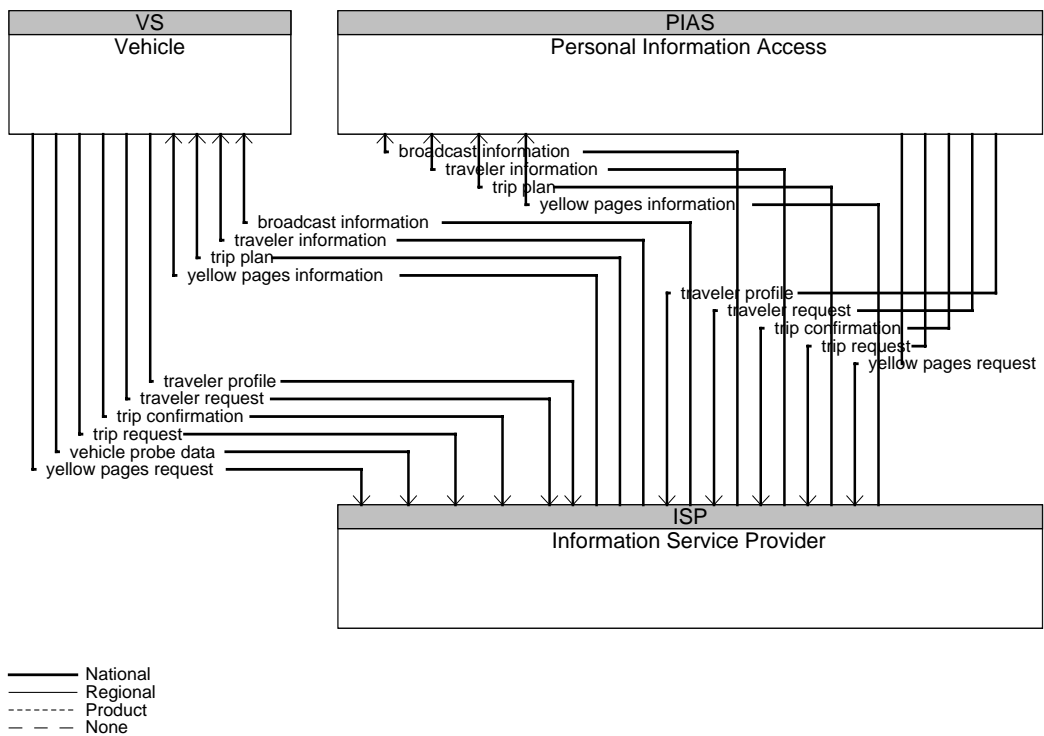 VS
Vehicle
PIAS
Personal Information Access
broadcast information
traveler information
trip plan
yellow pages information
broadcast information
traveler information
trip plan
yellow pages information
traveler profile
traveler request
trip confirmation
trip request
yellow pages request
traveler profile
traveler request
trip confirmation
trip request
vehicle probe data
yellow pages request
ISP
Information Service Provider
National
Regional
Product
None